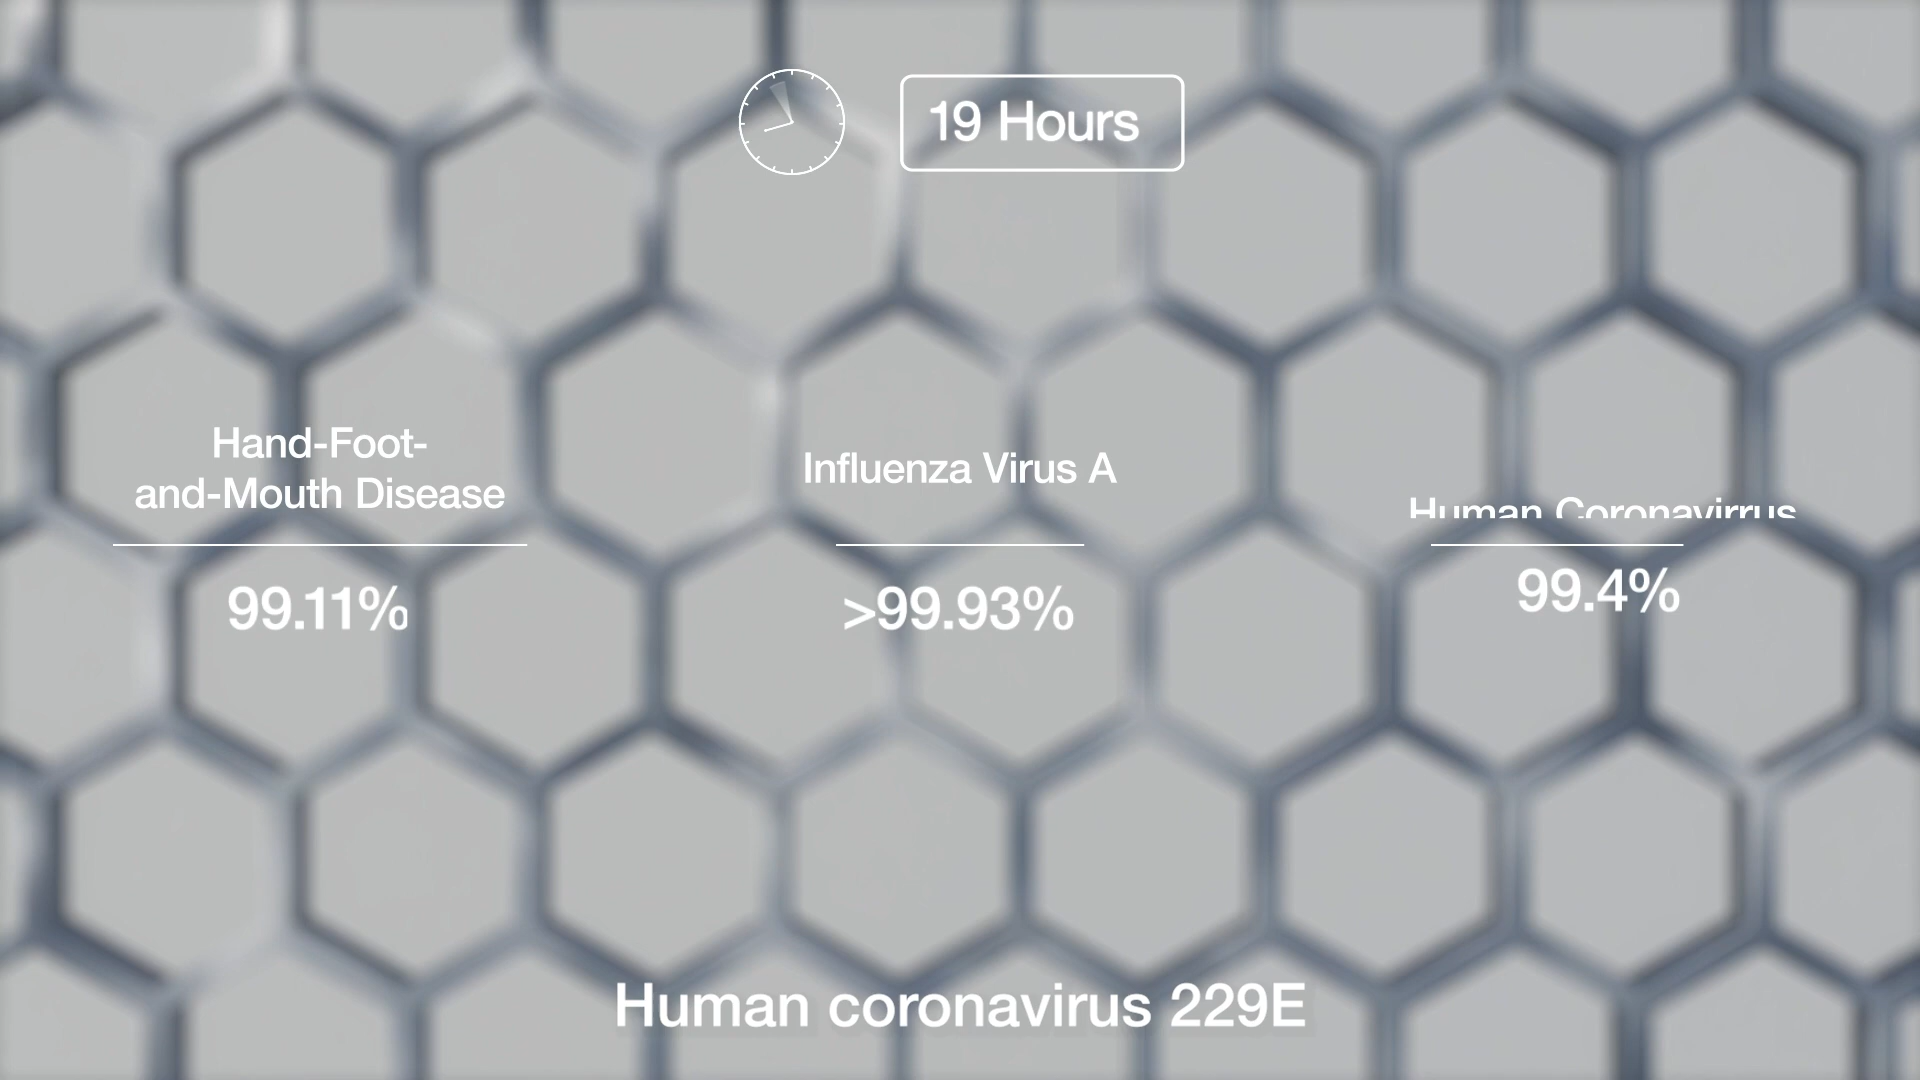 19 Hours
Hand-Foot-
and-Mouth Disease
99.11%
Influenza Virus A
>99.93%
Human Coronavirrus
99.4%
Human coronavirus 229E